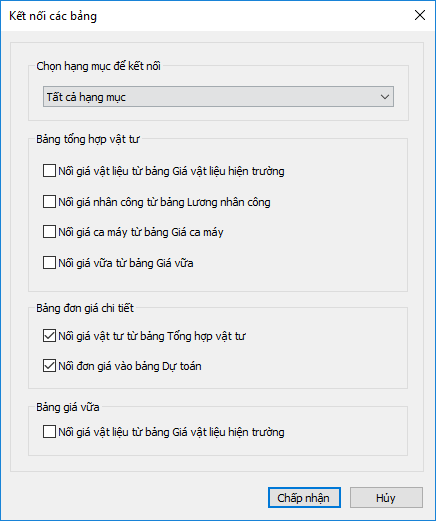 Kết nối các bảng
Chọn hạng mục để kết nối
Tất cả hạng mục
Bảng tổng hợp vật tư
Nối giá vật liệu từ bảng Giá vật liệu hiện trường
Nối giá nhân công từ bảng Lương nhân công
Nối giá ca máy từ bảng Giá ca máy
Nối giá vữa từ bảng Giá vữa
Bảng đơn giá chi tiết
Nối giá vật tư từ bảng Tổng hợp vật tư
Nối đơn giá vào bảng Dự toán
Bảng giá vữa
Nối giá vật liệu từ bảng Giá vật liệu hiện trường
Chấp nhận Hủy